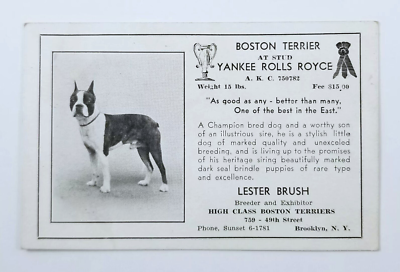 BOSTON TERRIER
AT STUD
YANKEE ROLLS ROYCE
A. K. C. 750782
Weight 15 lbs. Fee $15.00
"As good as any - bettor than many,
One of the best in the East."
A Champion bred dog and a worthy son
of an illustrious sire, he is a stylish little
dog of marked quality and unexceled
breeding, and is living up to the promises
of his heritage siring beautifully marked
dark seal brindle puppies of rare type
and excellence.
LESTER BRUSH
Breeder and Exhibitor
HIGH CLASS BOSTON TERRIERS
759 - 49th Street
Phone, Sunset 6-1781 Brooklyn, N. Y.